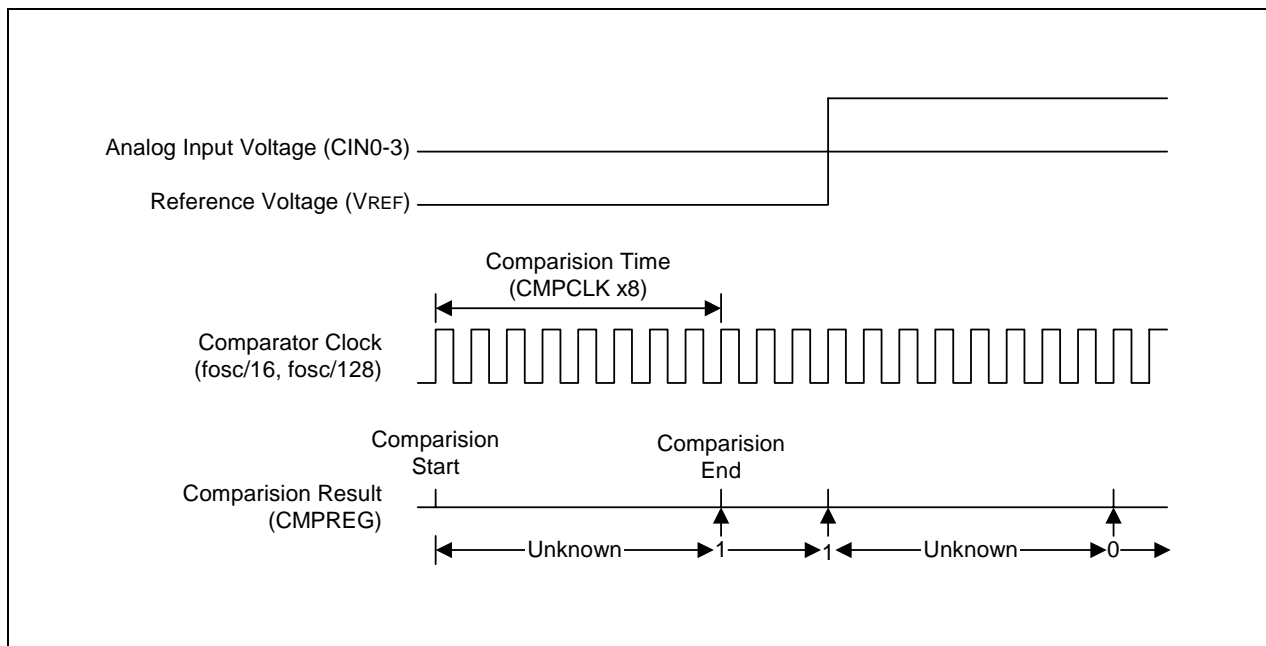 Analog Input Voltage (CIN0-3)
Reference Voltage (VREF)
Comparision Time
(CMPCLK x8)
Comparator Clock
(fosc/16, fosc/128)
Comparision
Start
Comparision
End
Comparision Result
(CMPREG)
Unknown
1
1
Unknown
0